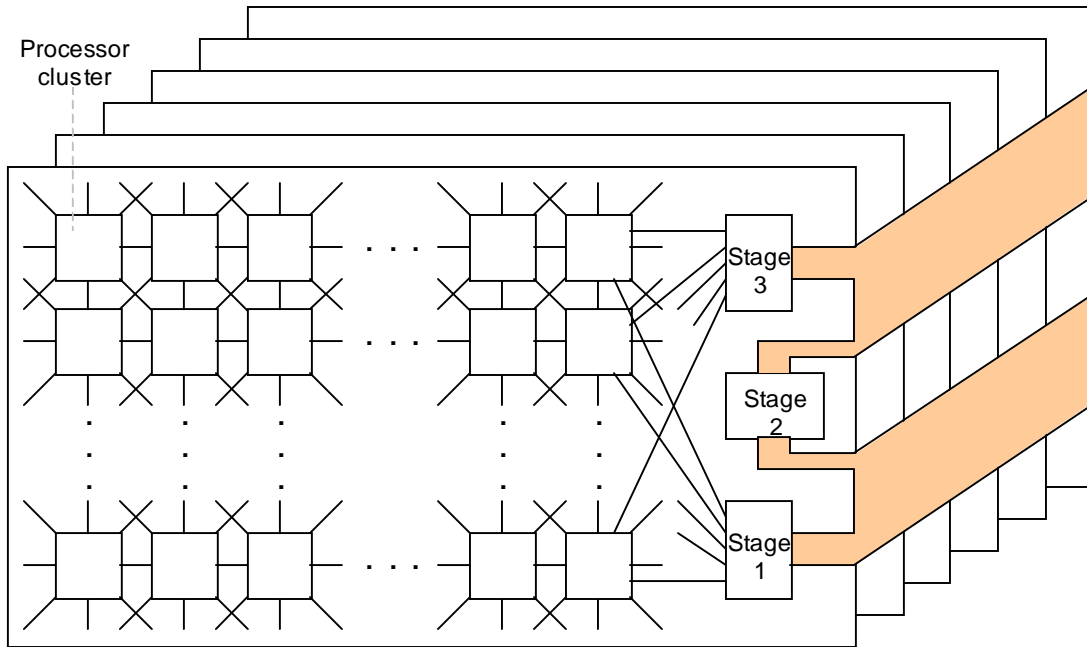 Processor
cluster
. . .
. . .
Stage
3
Stage
2
Stage
1
. . .